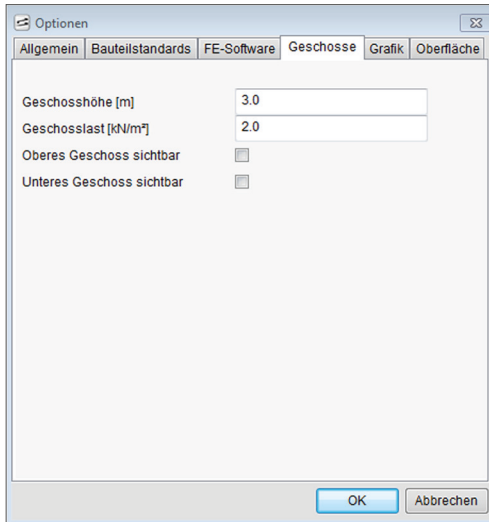 Optionen
Allgemein Bauteilstandards FE-Software Geschosse Grafik Oberfläche
Geschosshöhe [m] 3.0
Geschosslast [kN/m²] 2.0
Oberes Geschoss sichtbar
Unteres Geschoss sichtbar
OK Abbrechen